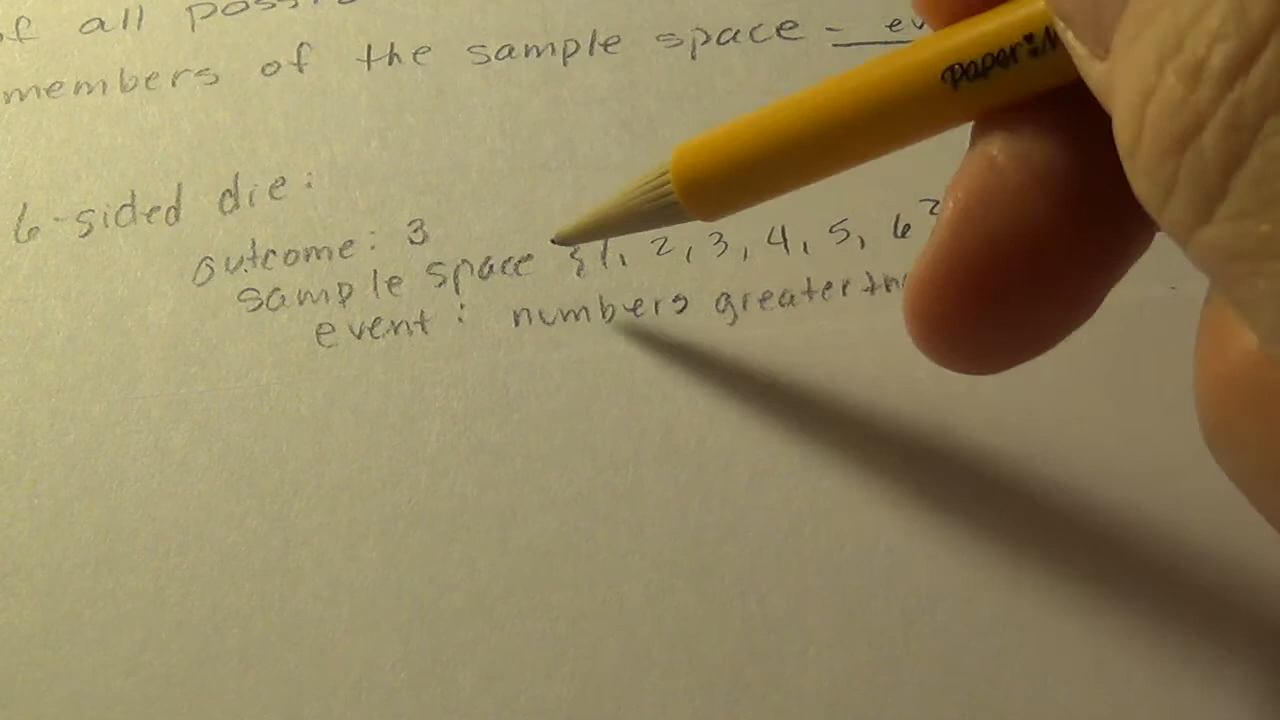 of all
members of the sample space -
Paper
6-sided die:
outcome: 3
sample space {1, 2, 3, 4, 5, 6}
event: numbers greater